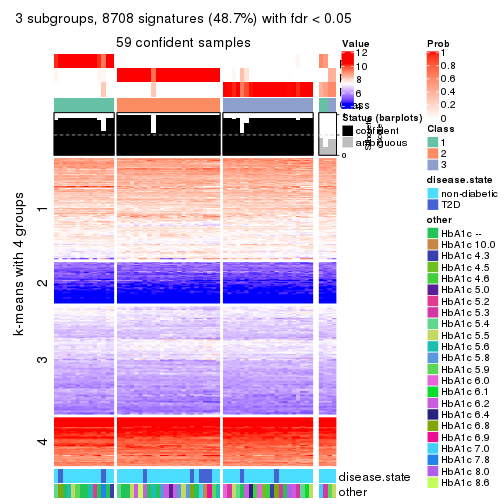 3 subgroups, 8708 signatures (48.7%) with fdr < 0.05
59 confident samples
k-means with 4 groups
1
2
3
4
Value
12
10
8
6
Class
Status (barplots)
confident
ambiguous
0
Prob
1
0.8
0.6
0.4
0.2
0
Class
1
2
3
disease.state
non-diabetic
T2D
other
HbA1c --
HbA1c 10.0
HbA1c 4.3
HbA1c 4.5
HbA1c 4.6
HbA1c 5.0
HbA1c 5.2
HbA1c 5.3
HbA1c 5.4
HbA1c 5.5
HbA1c 5.6
HbA1c 5.8
HbA1c 5.9
HbA1c 6.0
HbA1c 6.1
HbA1c 6.2
HbA1c 6.4
HbA1c 6.8
HbA1c 6.9
HbA1c 7.0
HbA1c 7.8
HbA1c 8.0
HbA1c 8.6
disease.state
other